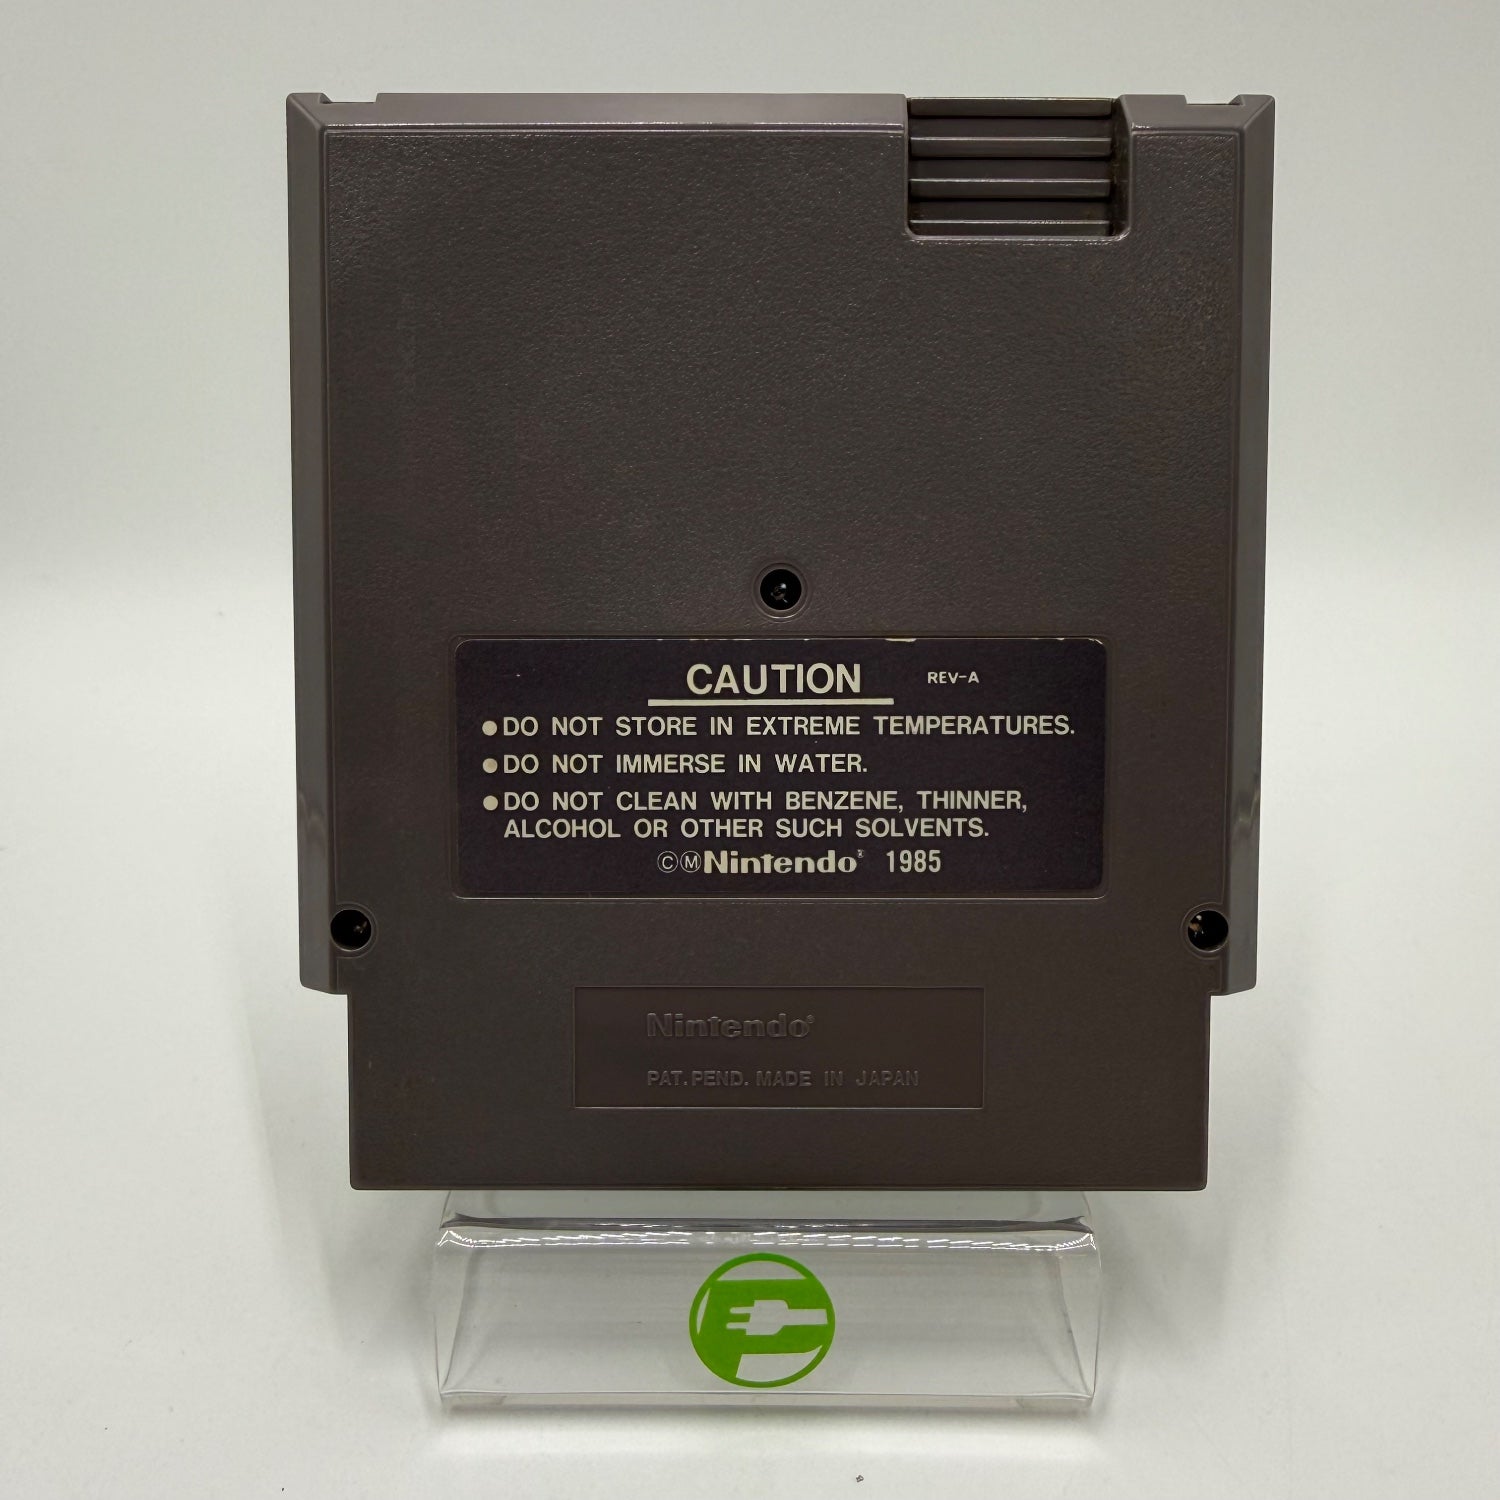 CAUTION REV-A
●DO NOT STORE IN EXTREME TEMPERATURES.
●DO NOT IMMERSE IN WATER.
●DO NOT CLEAN WITH BENZENE, THINNER,
ALCOHOL OR OTHER SUCH SOLVENTS.
ⒸⓂNintendo® 1985
Nintendo®
PAT.PEND. MADE IN JAPAN